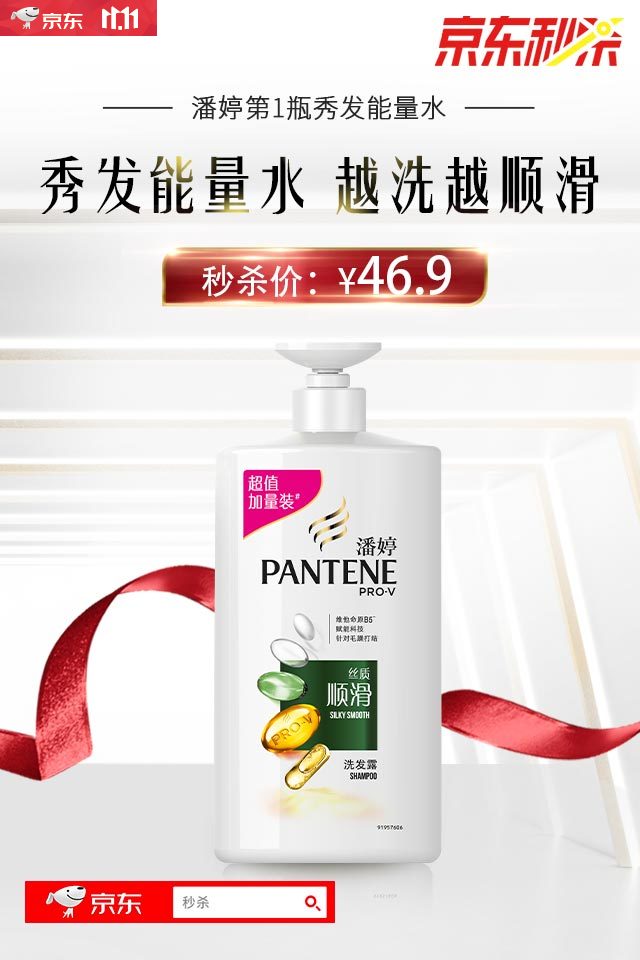 京东 11.11
京东秒杀
潘婷第1瓶秀发能量水
秀发能量水 越洗越顺滑
秒杀价：¥46.9
超值
加量装#
潘婷
PANTENE
PRO-V
维他命原B5
赋能科技
针对毛躁打结
丝质
顺滑
SILKY SMOOTH
PRO-V
洗发露
SHAMPOO
91957606
京东 秒杀